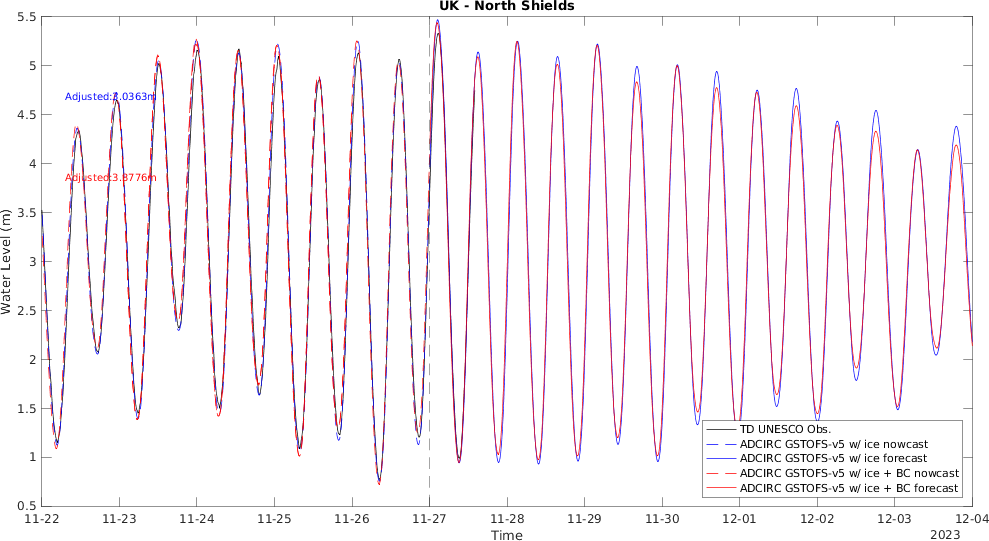 UK - North Shields
5.5
5
4.5
4
3.5
3
2.5
2
1.5
1
0.5
Water Level (m)
Adjusted:3.0363m
Adjusted:3.8776m
TD UNESCO Obs.
ADCIRC GSTOFS-v5 w/ ice nowcast
ADCIRC GSTOFS-v5 w/ ice forecast
ADCIRC GSTOFS-v5 w/ ice + BC nowcast
ADCIRC GSTOFS-v5 w/ ice + BC forecast
11-22 11-23 11-24 11-25 11-26 11-27 11-28 11-29 11-30 12-01 12-02 12-03 12-04
Time
2023